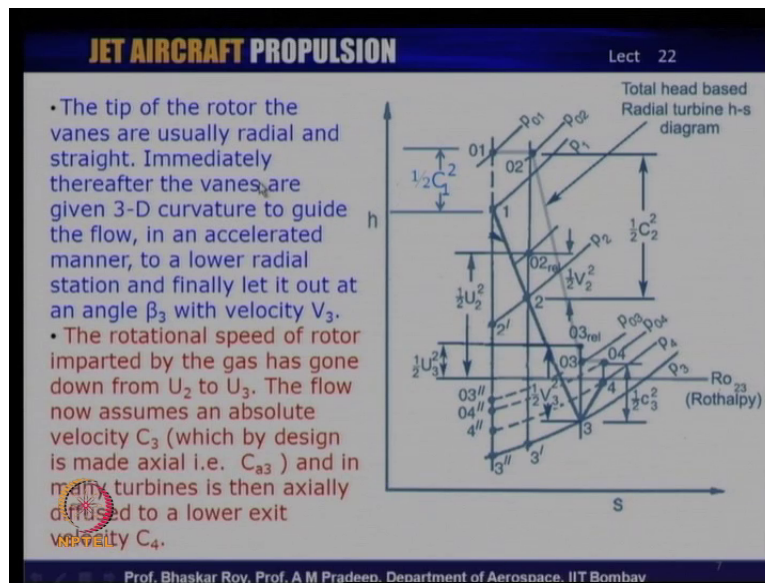 JET AIRCRAFT PROPULSION
Lect 22
• The tip of the rotor the
vanes are usually radial and
straight. Immediately
thereafter the vanes are
given 3-D curvature to guide
the flow, in an accelerated
manner, to a lower radial
station and finally let it out at
an angle β₃ with velocity V₃.
• The rotational speed of rotor
imparted by the gas has gone
down from U₂ to U₃. The flow
now assumes an absolute
velocity C₃ (which by design
is made axial i.e. Cₐ₃ ) and in
many turbines is then axially
diffused to a lower exit
velocity C₄.
NPTEL
Total head based
Radial turbine h-s
diagram
01
P₀₁
02
P₀₂
P₁
½C₁²
1
h
½C₂²
P₂
02rel
½V₂²
½U₂²
2
2'
03rel
P₀₃
P₀₄
P₄
P₃
½U₃²
03
04
4
Ro₂₃
(Rothalpy)
½V₃²
½c₃²
03''
04''
4''
3
3''
3'
S
7
Prof. Bhaskar Roy, Prof. A M Pradeep, Department of Aerospace, IIT Bombay